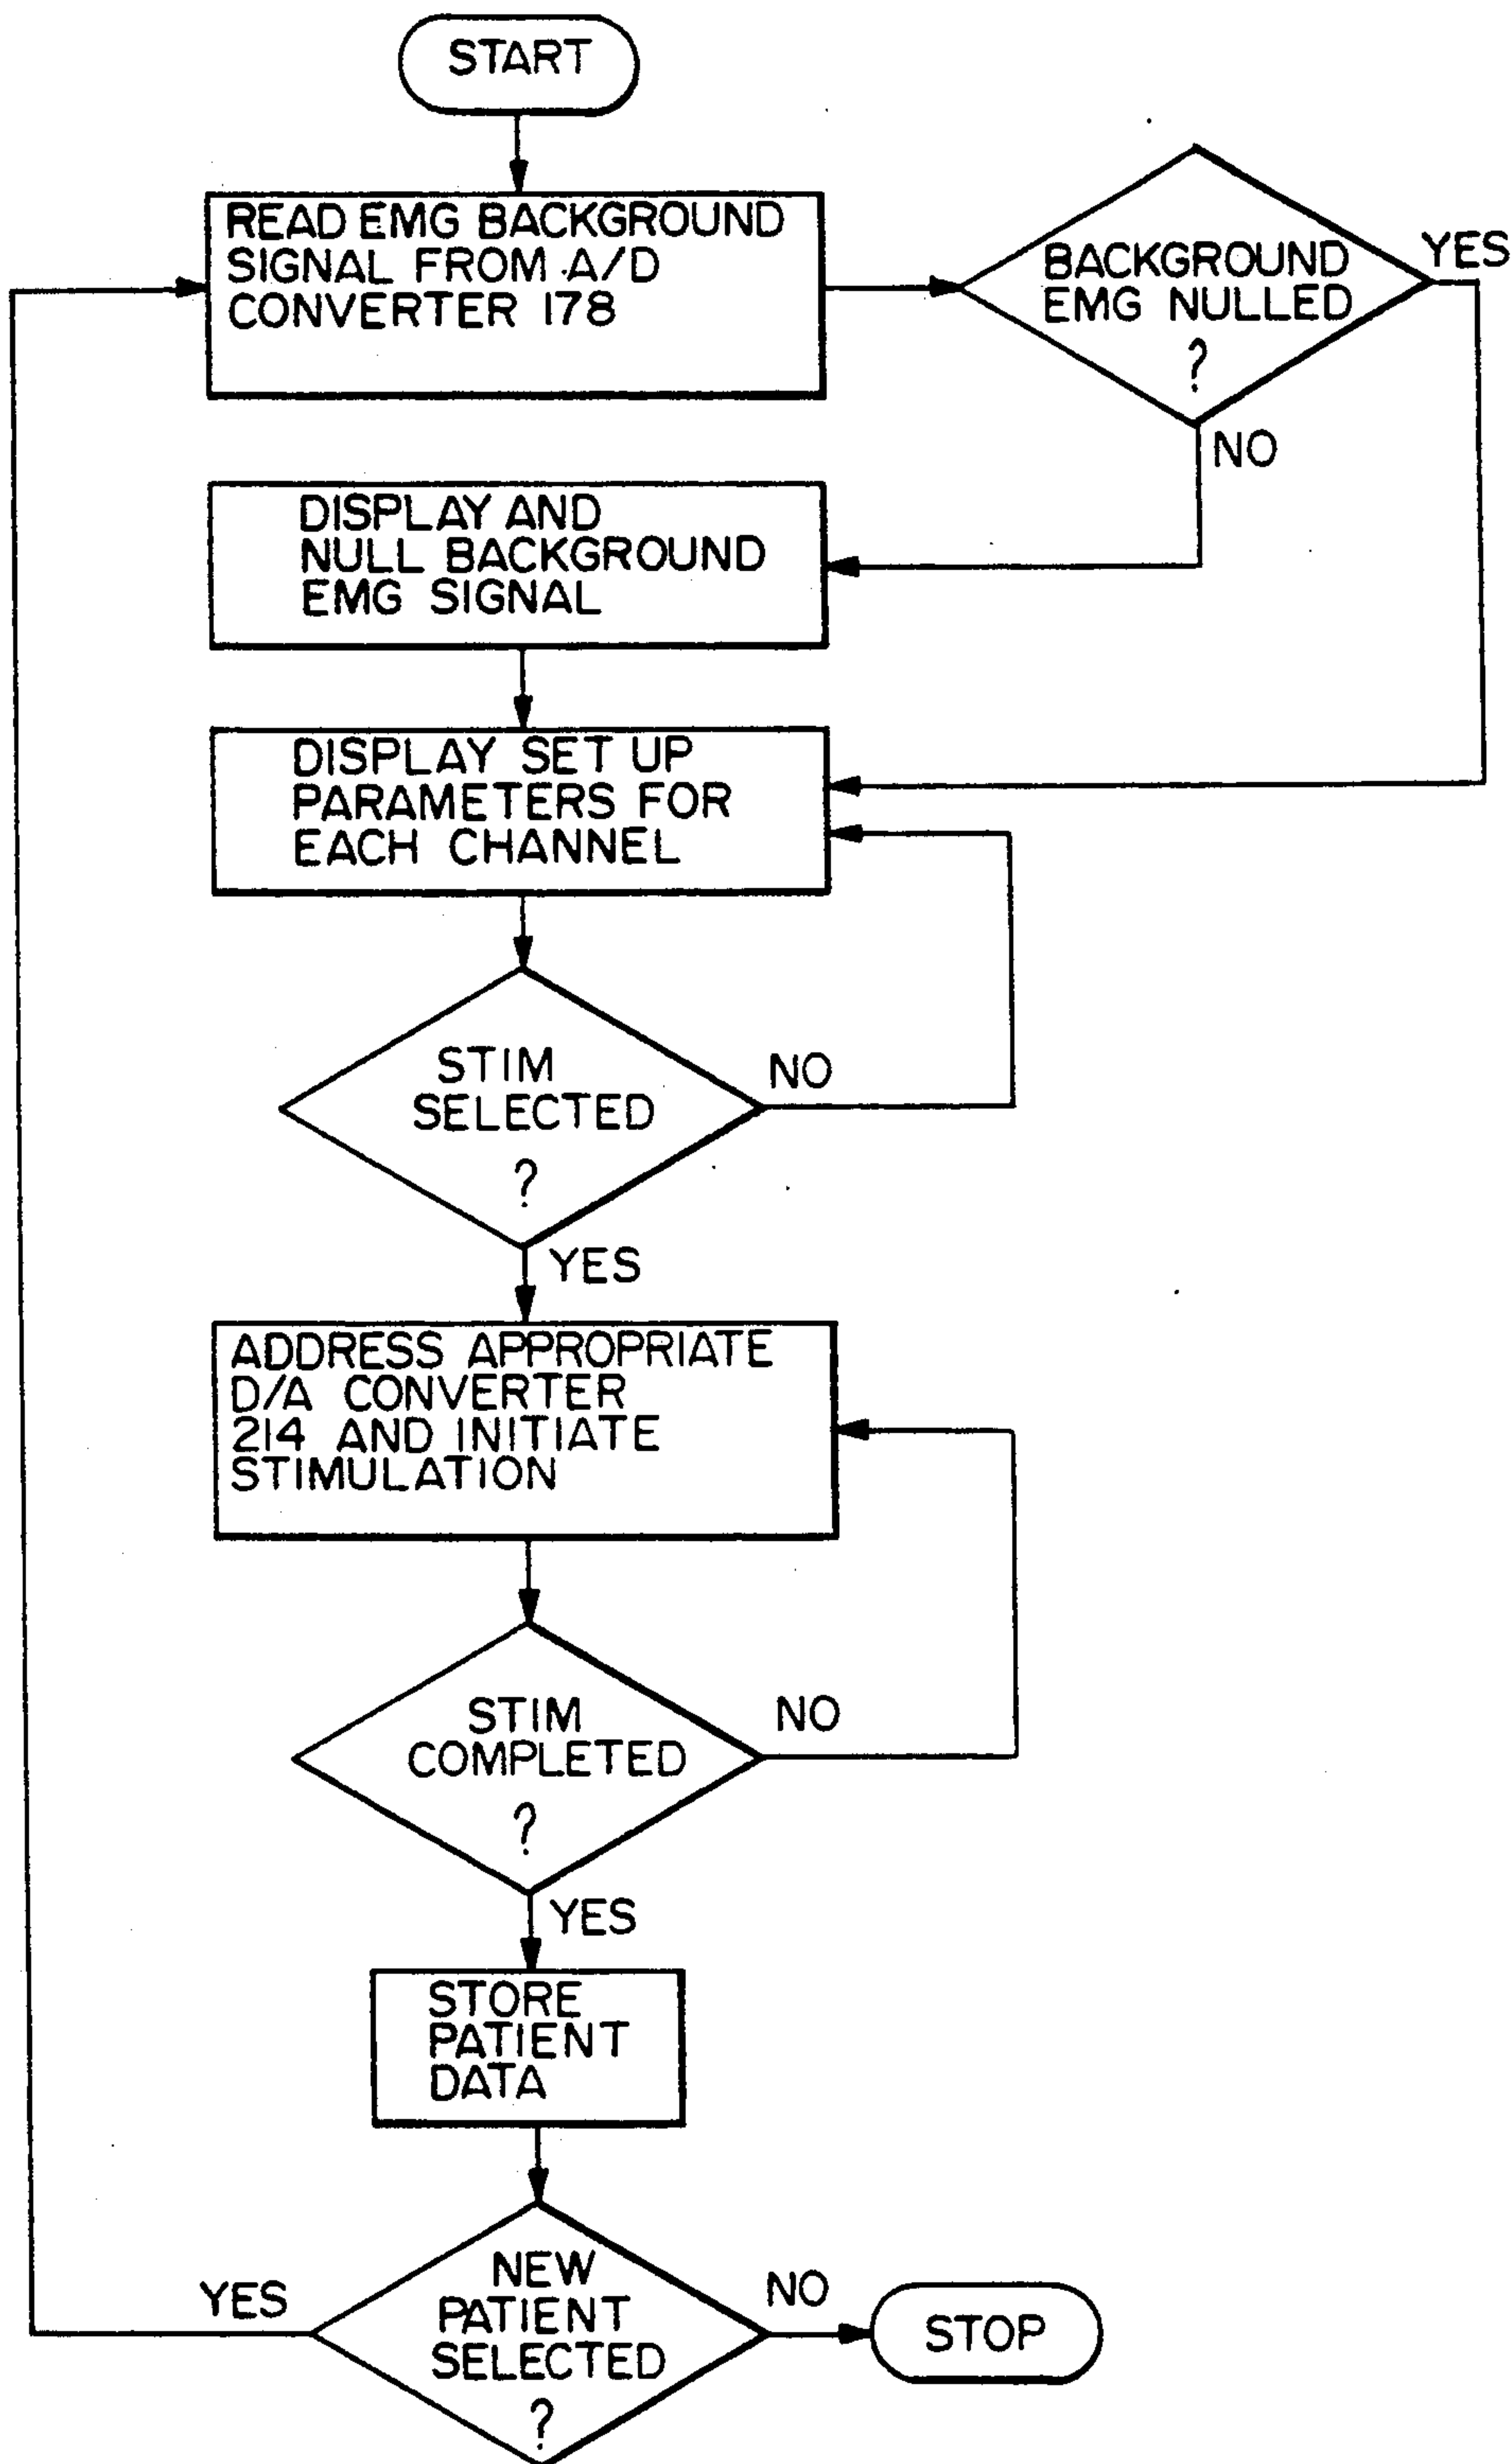 START
READ EMG BACKGROUND
SIGNAL FROM A/D
CONVERTER 178
BACKGROUND
EMG NULLED
?
YES
NO
DISPLAY AND
NULL BACKGROUND
EMG SIGNAL
DISPLAY SET UP
PARAMETERS FOR
EACH CHANNEL
STIM
SELECTED
?
NO
YES
ADDRESS APPROPRIATE
D/A CONVERTER
214 AND INITIATE
STIMULATION
STIM
COMPLETED
?
NO
YES
STORE
PATIENT
DATA
NEW
PATIENT
SELECTED
?
YES
NO
STOP